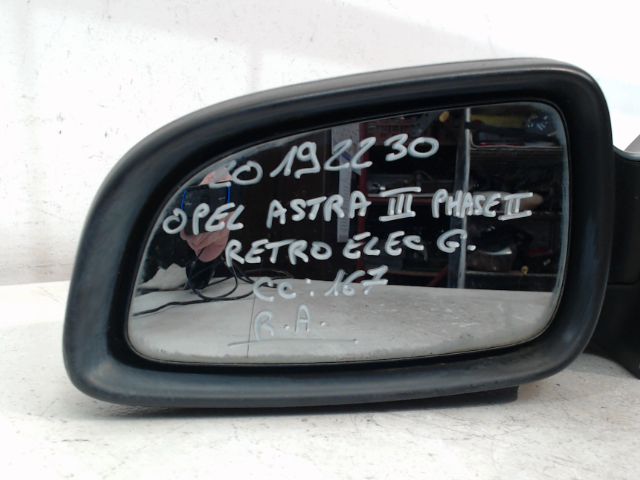 20192230
OPEL ASTRA III PHASE II
RETRO ELEC G.
CC: 167
R.A.